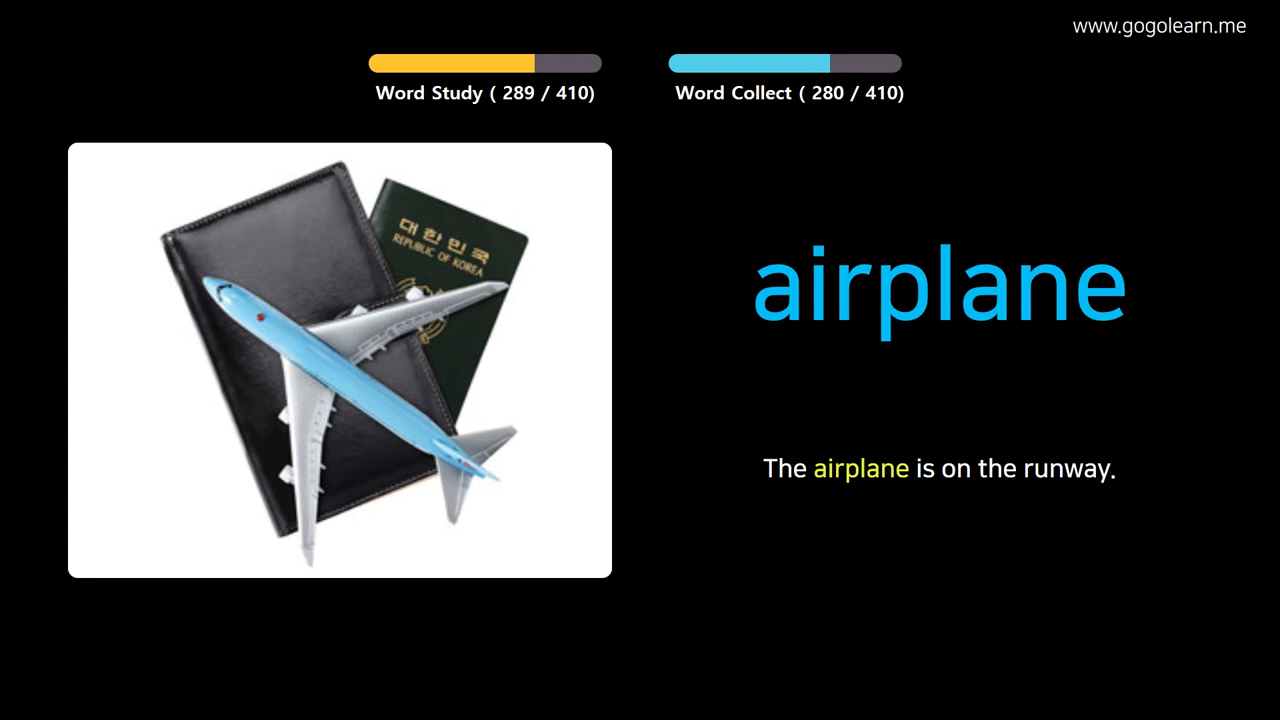 www.gogolearn.me
Word Study ( 289 / 410)
Word Collect ( 280 / 410)
대한민국
REPUBLIC OF KOREA
airplane
The airplane is on the runway.